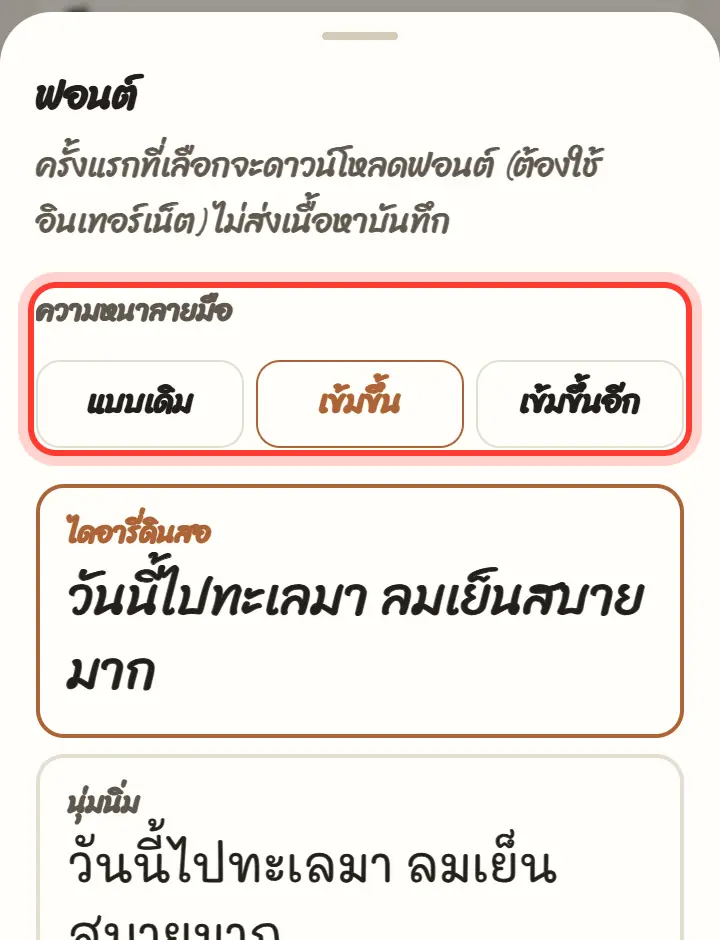 ฟอนต์
ครั้งแรกที่เลือกจะดาวน์โหลดฟอนต์ (ต้องใช้
อินเทอร์เน็ต) ไม่ส่งเนื้อหาบันทึก
ความหนาลายมือ
แบบเดิม
เข้มขึ้น
เข้มขึ้นอีก
ไดอารี่ดินสอ
วันนี้ไปทะเลมา ลมเย็นสบาย
มาก
นุ่มนิ่ม
วันนี้ไปทะเลมา ลมเย็น
สบายมาก